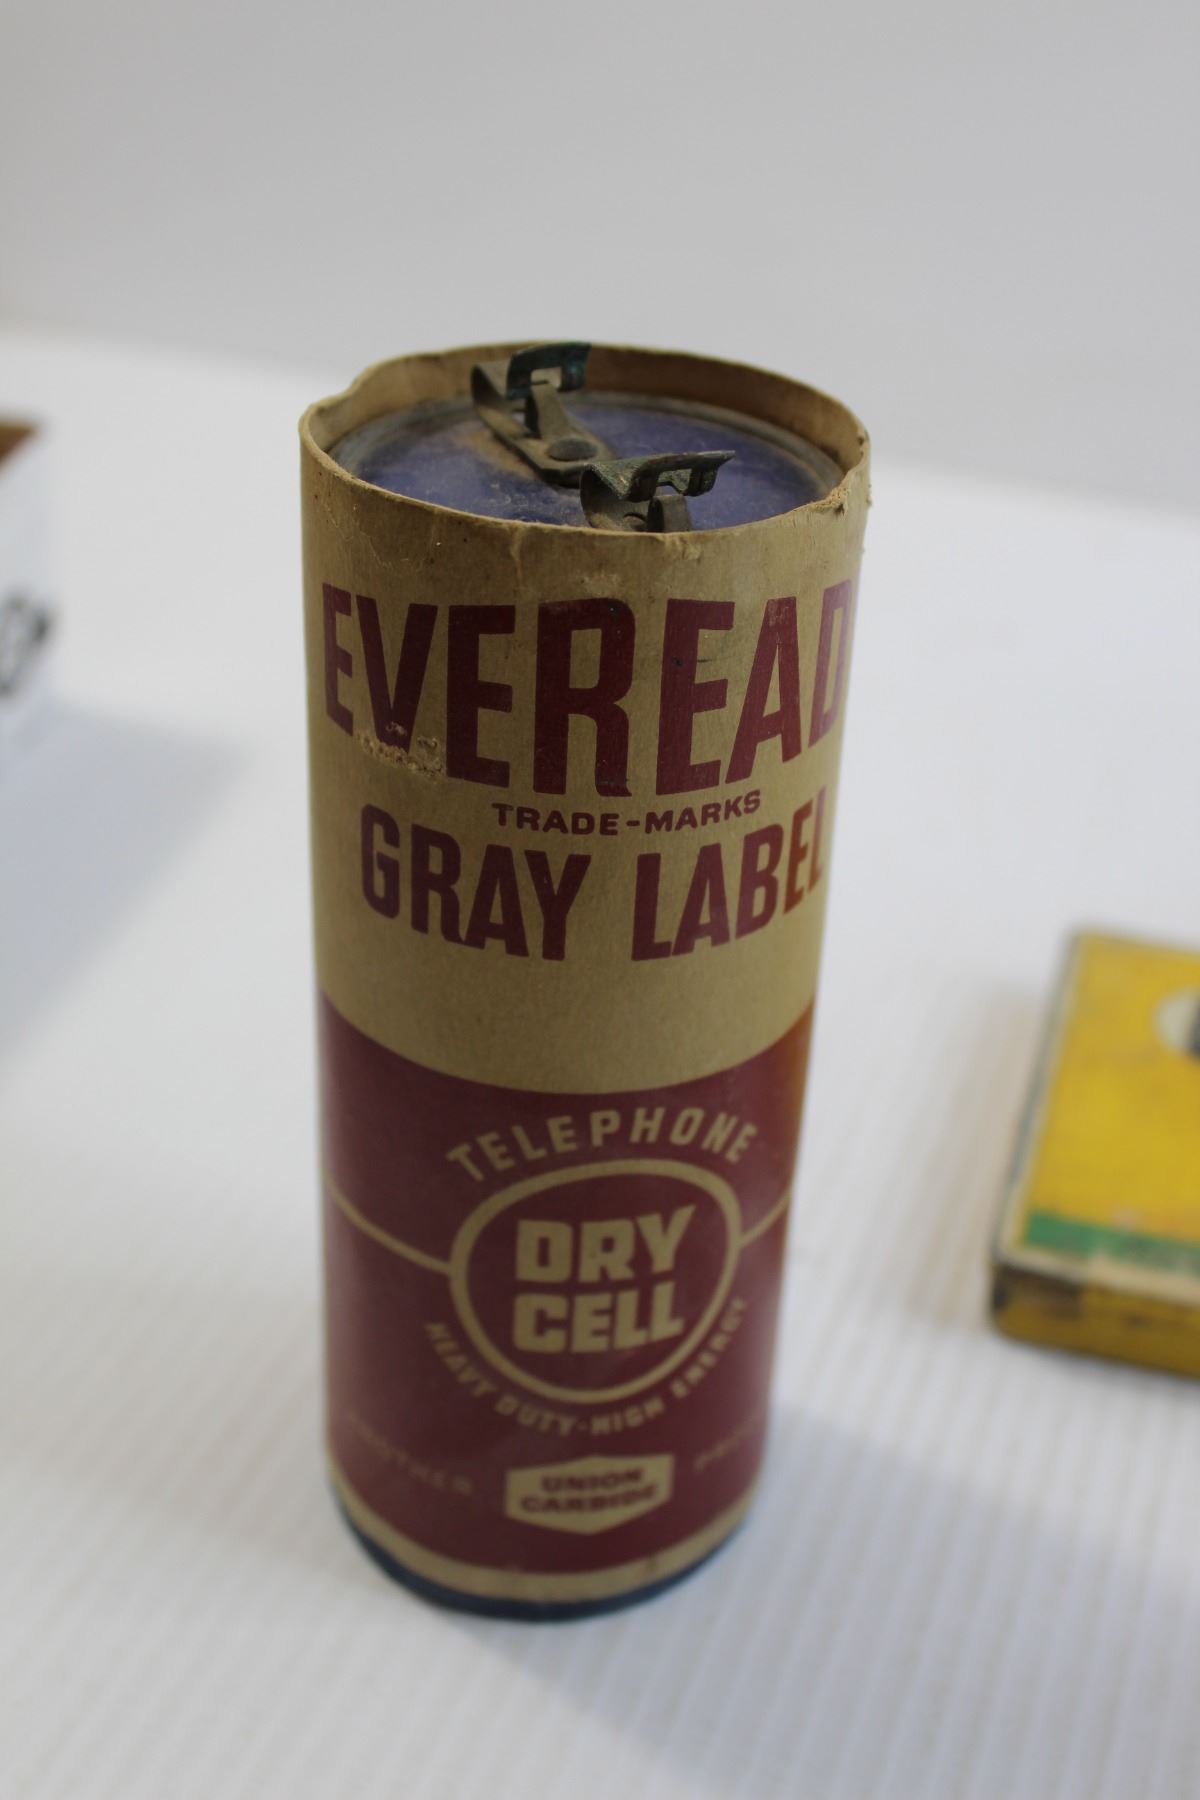 EVEREAD
TRADE-MARKS
GRAY LABEL
TELEPHONE
DRY
CELL
HEAVY DUTY-HIGH ENERGY
UNION
CARBIDE